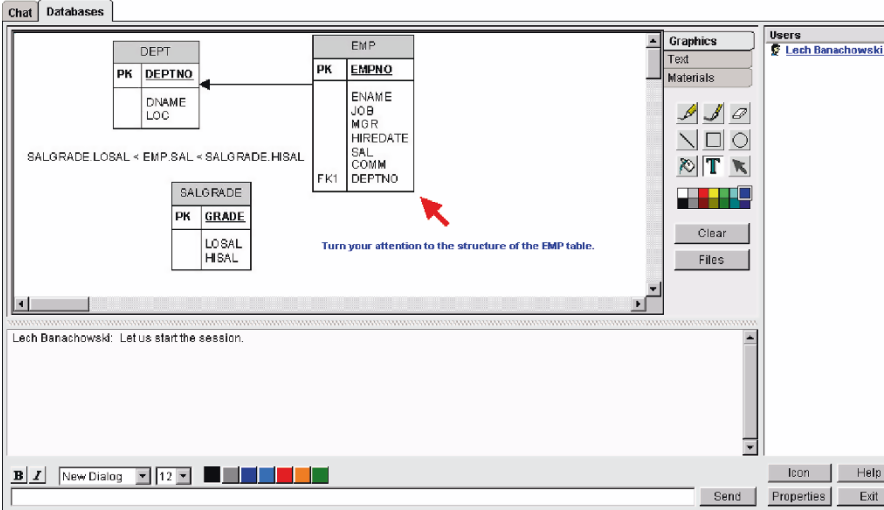 Chat Databases
DEPT
PK DEPTNO
DNAME
LOC
EMP
PK EMPNO
ENAME
JOB
MGR
HIREDATE
SAL
COMM
FK1 DEPTNO
SALGRADE.LOSAL < EMP.SAL < SALGRADE.HISAL
SALGRADE
PK GRADE
LOSAL
HISAL
Turn your attention to the structure of the EMP table.
Graphics
Text
Materials
T
Clear
Files
Users
Lech Banachowski
Lech Banachowski: Let us start the session.
B I New Dialog 12
Send
Icon Help
Properties Exit